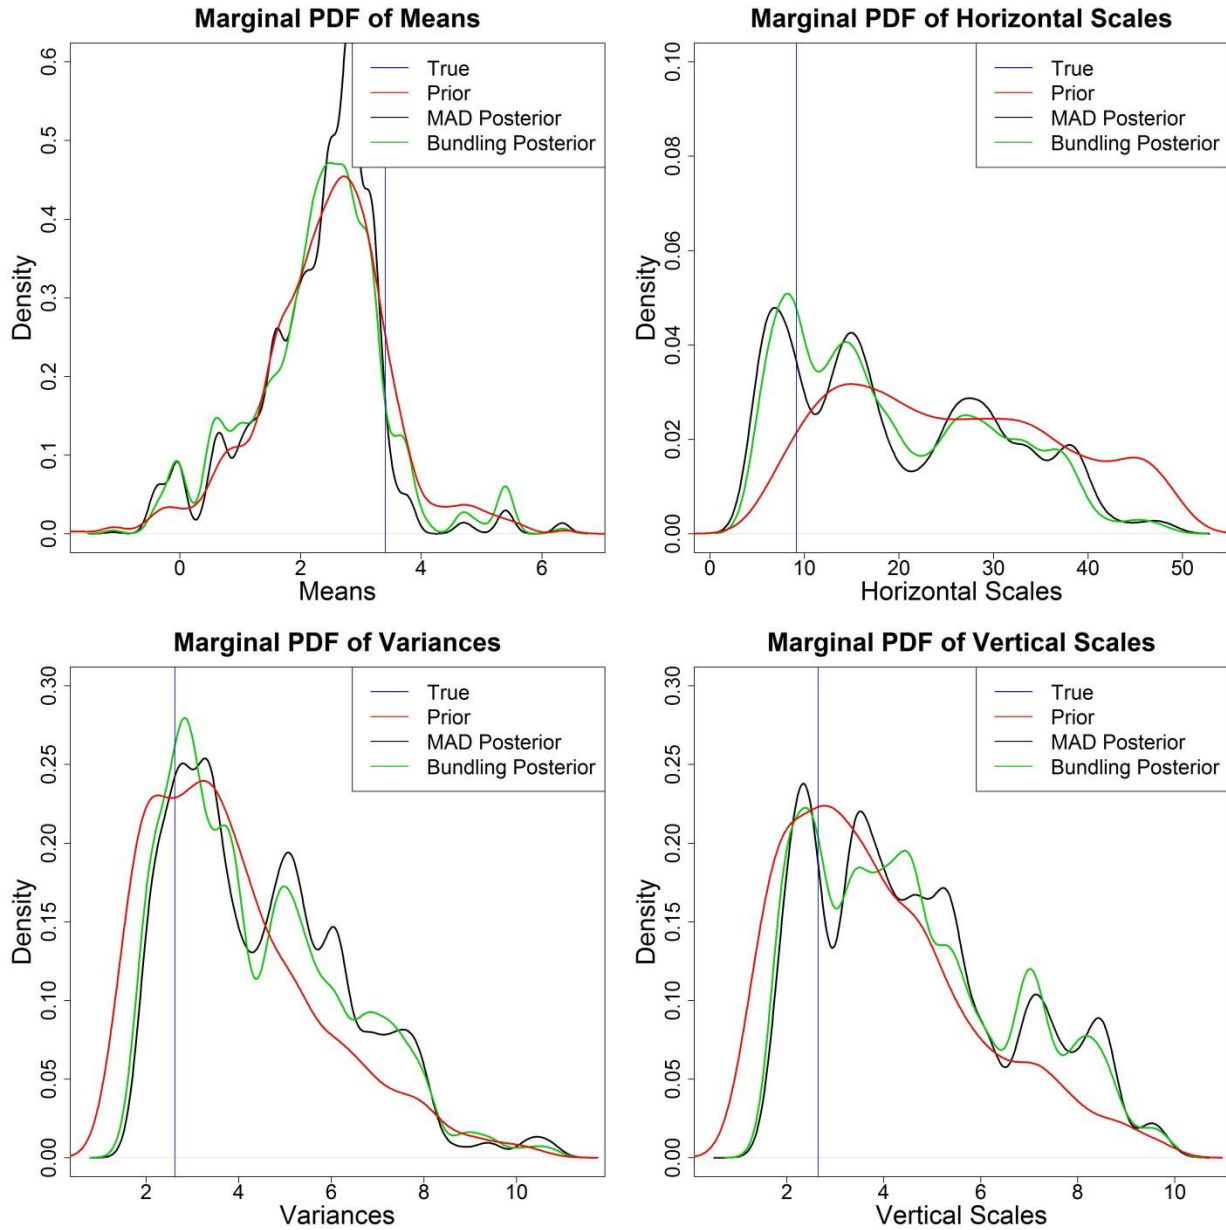 Marginal PDF of Means
True
Prior
MAD Posterior
Bundling Posterior
Density
0.0 0.1 0.2 0.3 0.4 0.5 0.6
0 2 4 6
Means
Marginal PDF of Horizontal Scales
True
Prior
MAD Posterior
Bundling Posterior
Density
0.00 0.02 0.04 0.06 0.08 0.10
0 10 20 30 40 50
Horizontal Scales
Marginal PDF of Variances
True
Prior
MAD Posterior
Bundling Posterior
Density
0.00 0.05 0.10 0.15 0.20 0.25 0.30
2 4 6 8 10
Variances
Marginal PDF of Vertical Scales
True
Prior
MAD Posterior
Bundling Posterior
Density
0.00 0.05 0.10 0.15 0.20 0.25 0.30
2 4 6 8 10
Vertical Scales